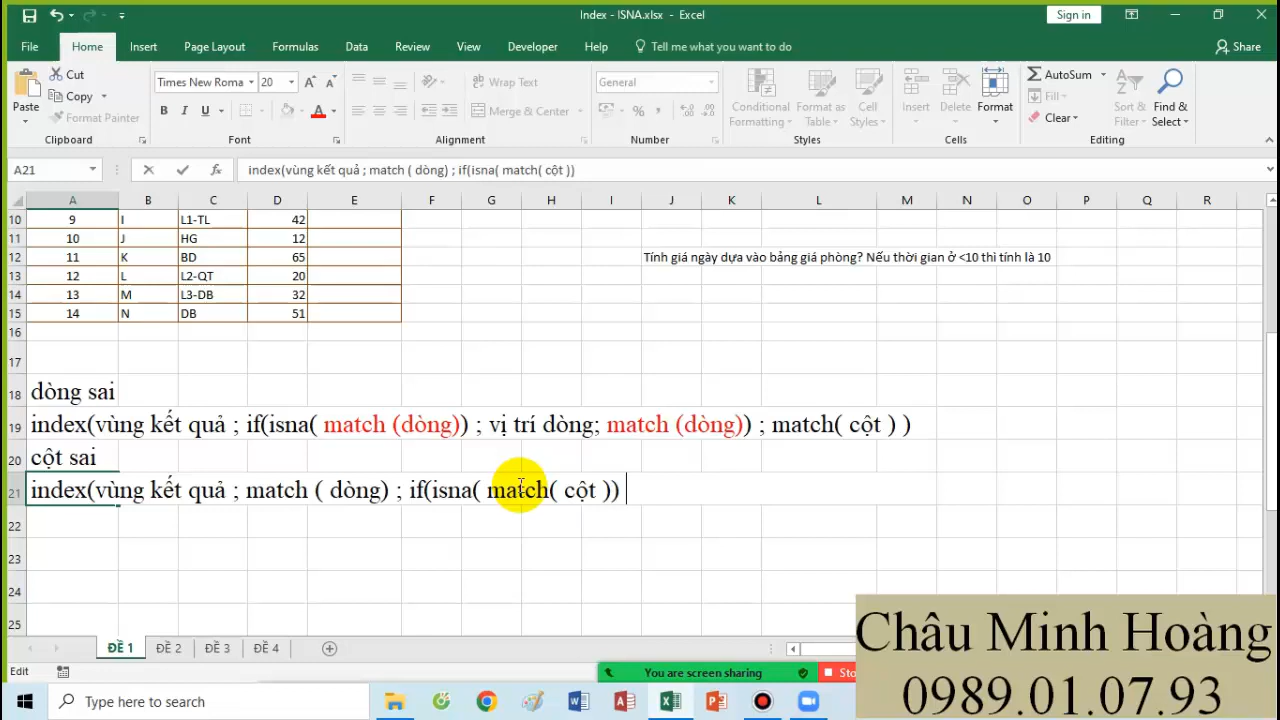 Index - ISNA.xlsx - Excel
Sign in
File Home Insert Page Layout Formulas Data Review View Developer Help Tell me what you want to do Share
Paste
Cut
Copy
Format Painter
Clipboard
Times New Roma 20
B I U
Font
Wrap Text
Merge & Center
Alignment
General
Number
Conditional Formatting
Format as Table
Cell Styles
Styles
Insert Delete Format
Cells
AutoSum
Fill
Clear
Sort & Filter
Find & Select
Editing
A21 index(vùng kết quả ; match ( dòng) ; if(isna( match( cột ))
A B C D E F G H I J K L M N O P Q R
10 9 I L1-TL 42
11 10 J HG 12
12 11 K BD 65 Tính giá ngày dựa vào bảng giá phòng? Nếu thời gian ở <10 thì tính là 10
13 12 L L2-QT 20
14 13 M L3-DB 32
15 14 N DB 51
16
17
18 dòng sai
19 index(vùng kết quả ; if(isna( match (dòng)) ; vị trí dòng; match (dòng)) ; match( cột ) )
20 cột sai
21 index(vùng kết quả ; match ( dòng) ; if(isna( match( cột ))
22
23
24
25
ĐỀ 1 ĐỀ 2 ĐỀ 3 ĐỀ 4
Edit
You are screen sharing
Type here to search
Châu Minh Hoàng
0989.01.07.93